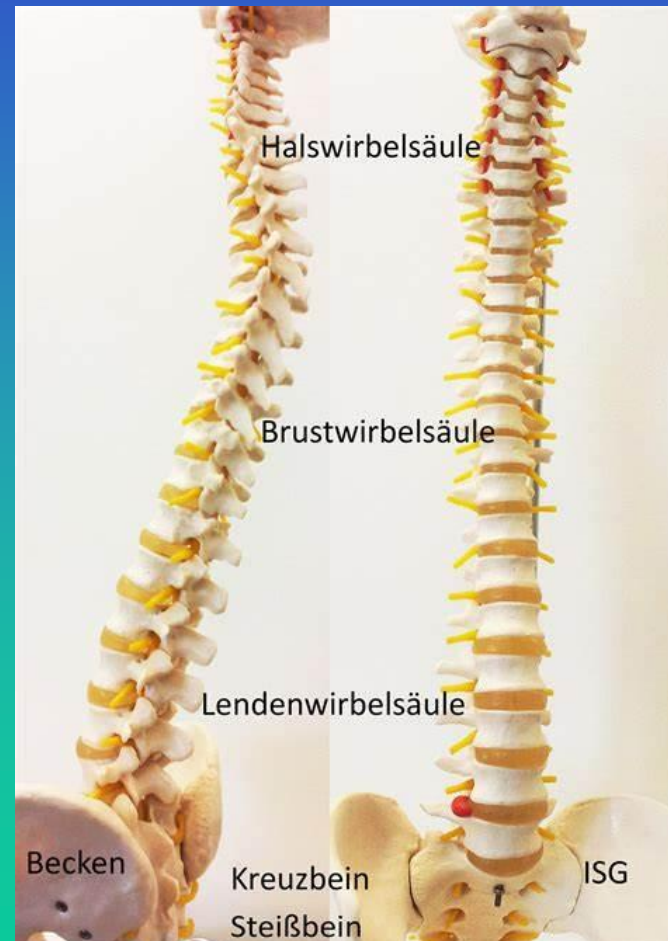 Halswirbelsäule
Brustwirbelsäule
Lendenwirbelsäule
Becken
Kreuzbein
Steißbein
ISG